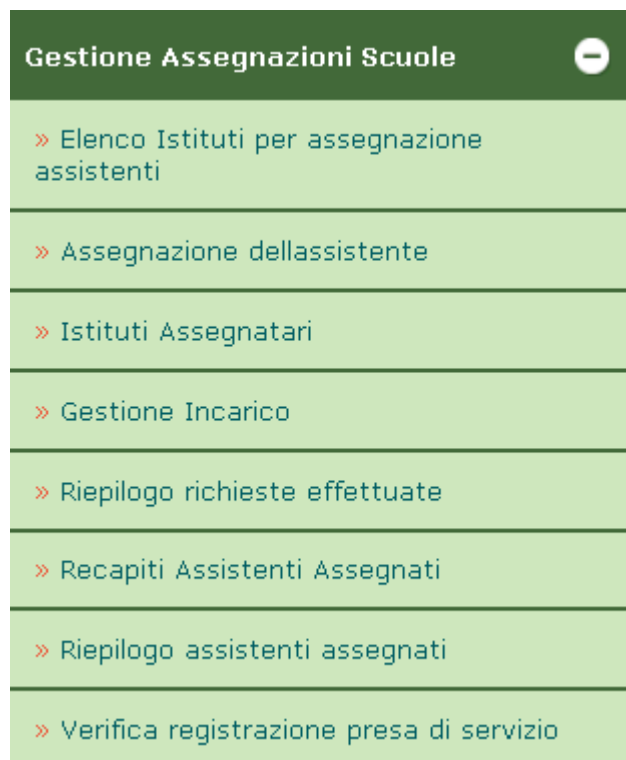 Gestione Assegnazioni Scuole
» Elenco Istituti per assegnazione
assistenti
» Assegnazione dellassistente
» Istituti Assegnatari
» Gestione Incarico
» Riepilogo richieste effettuate
» Recapiti Assistenti Assegnati
» Riepilogo assistenti assegnati
» Verifica registrazione presa di servizio